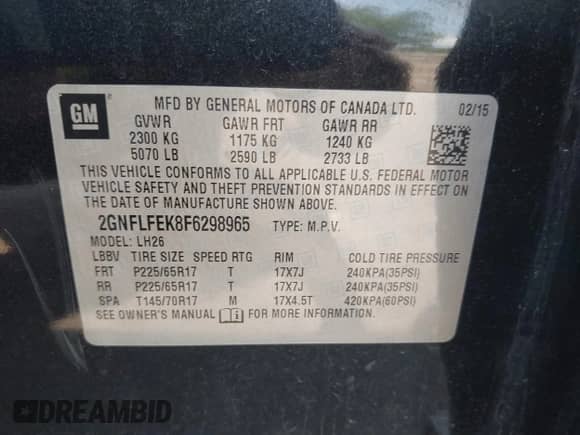 GM
MFD BY GENERAL MOTORS OF CANADA LTD. 02/15
GVWR GAWR FRT GAWR RR
2300 KG 1175 KG 1240 KG
5070 LB 2590 LB 2733 LB
THIS VEHICLE CONFORMS TO ALL APPLICABLE U.S. FEDERAL MOTOR
VEHICLE SAFETY AND THEFT PREVENTION STANDARDS IN EFFECT ON
THE DATE OF MANUFACTURE SHOWN ABOVE.
2GNFLFEK8F6298965 TYPE: M.P.V.
MODEL: LH26
LBBV TIRE SIZE SPEED RTG RIM COLD TIRE PRESSURE
FRT P225/65R17 T 17X7J 240KPA(35PSI)
RR P225/65R17 T 17X7J 240KPA(35PSI)
SPA T145/70R17 M 17X4.5T 420KPA(60PSI)
SEE OWNER'S MANUAL FOR MORE INFORMATION.
DREAMBID